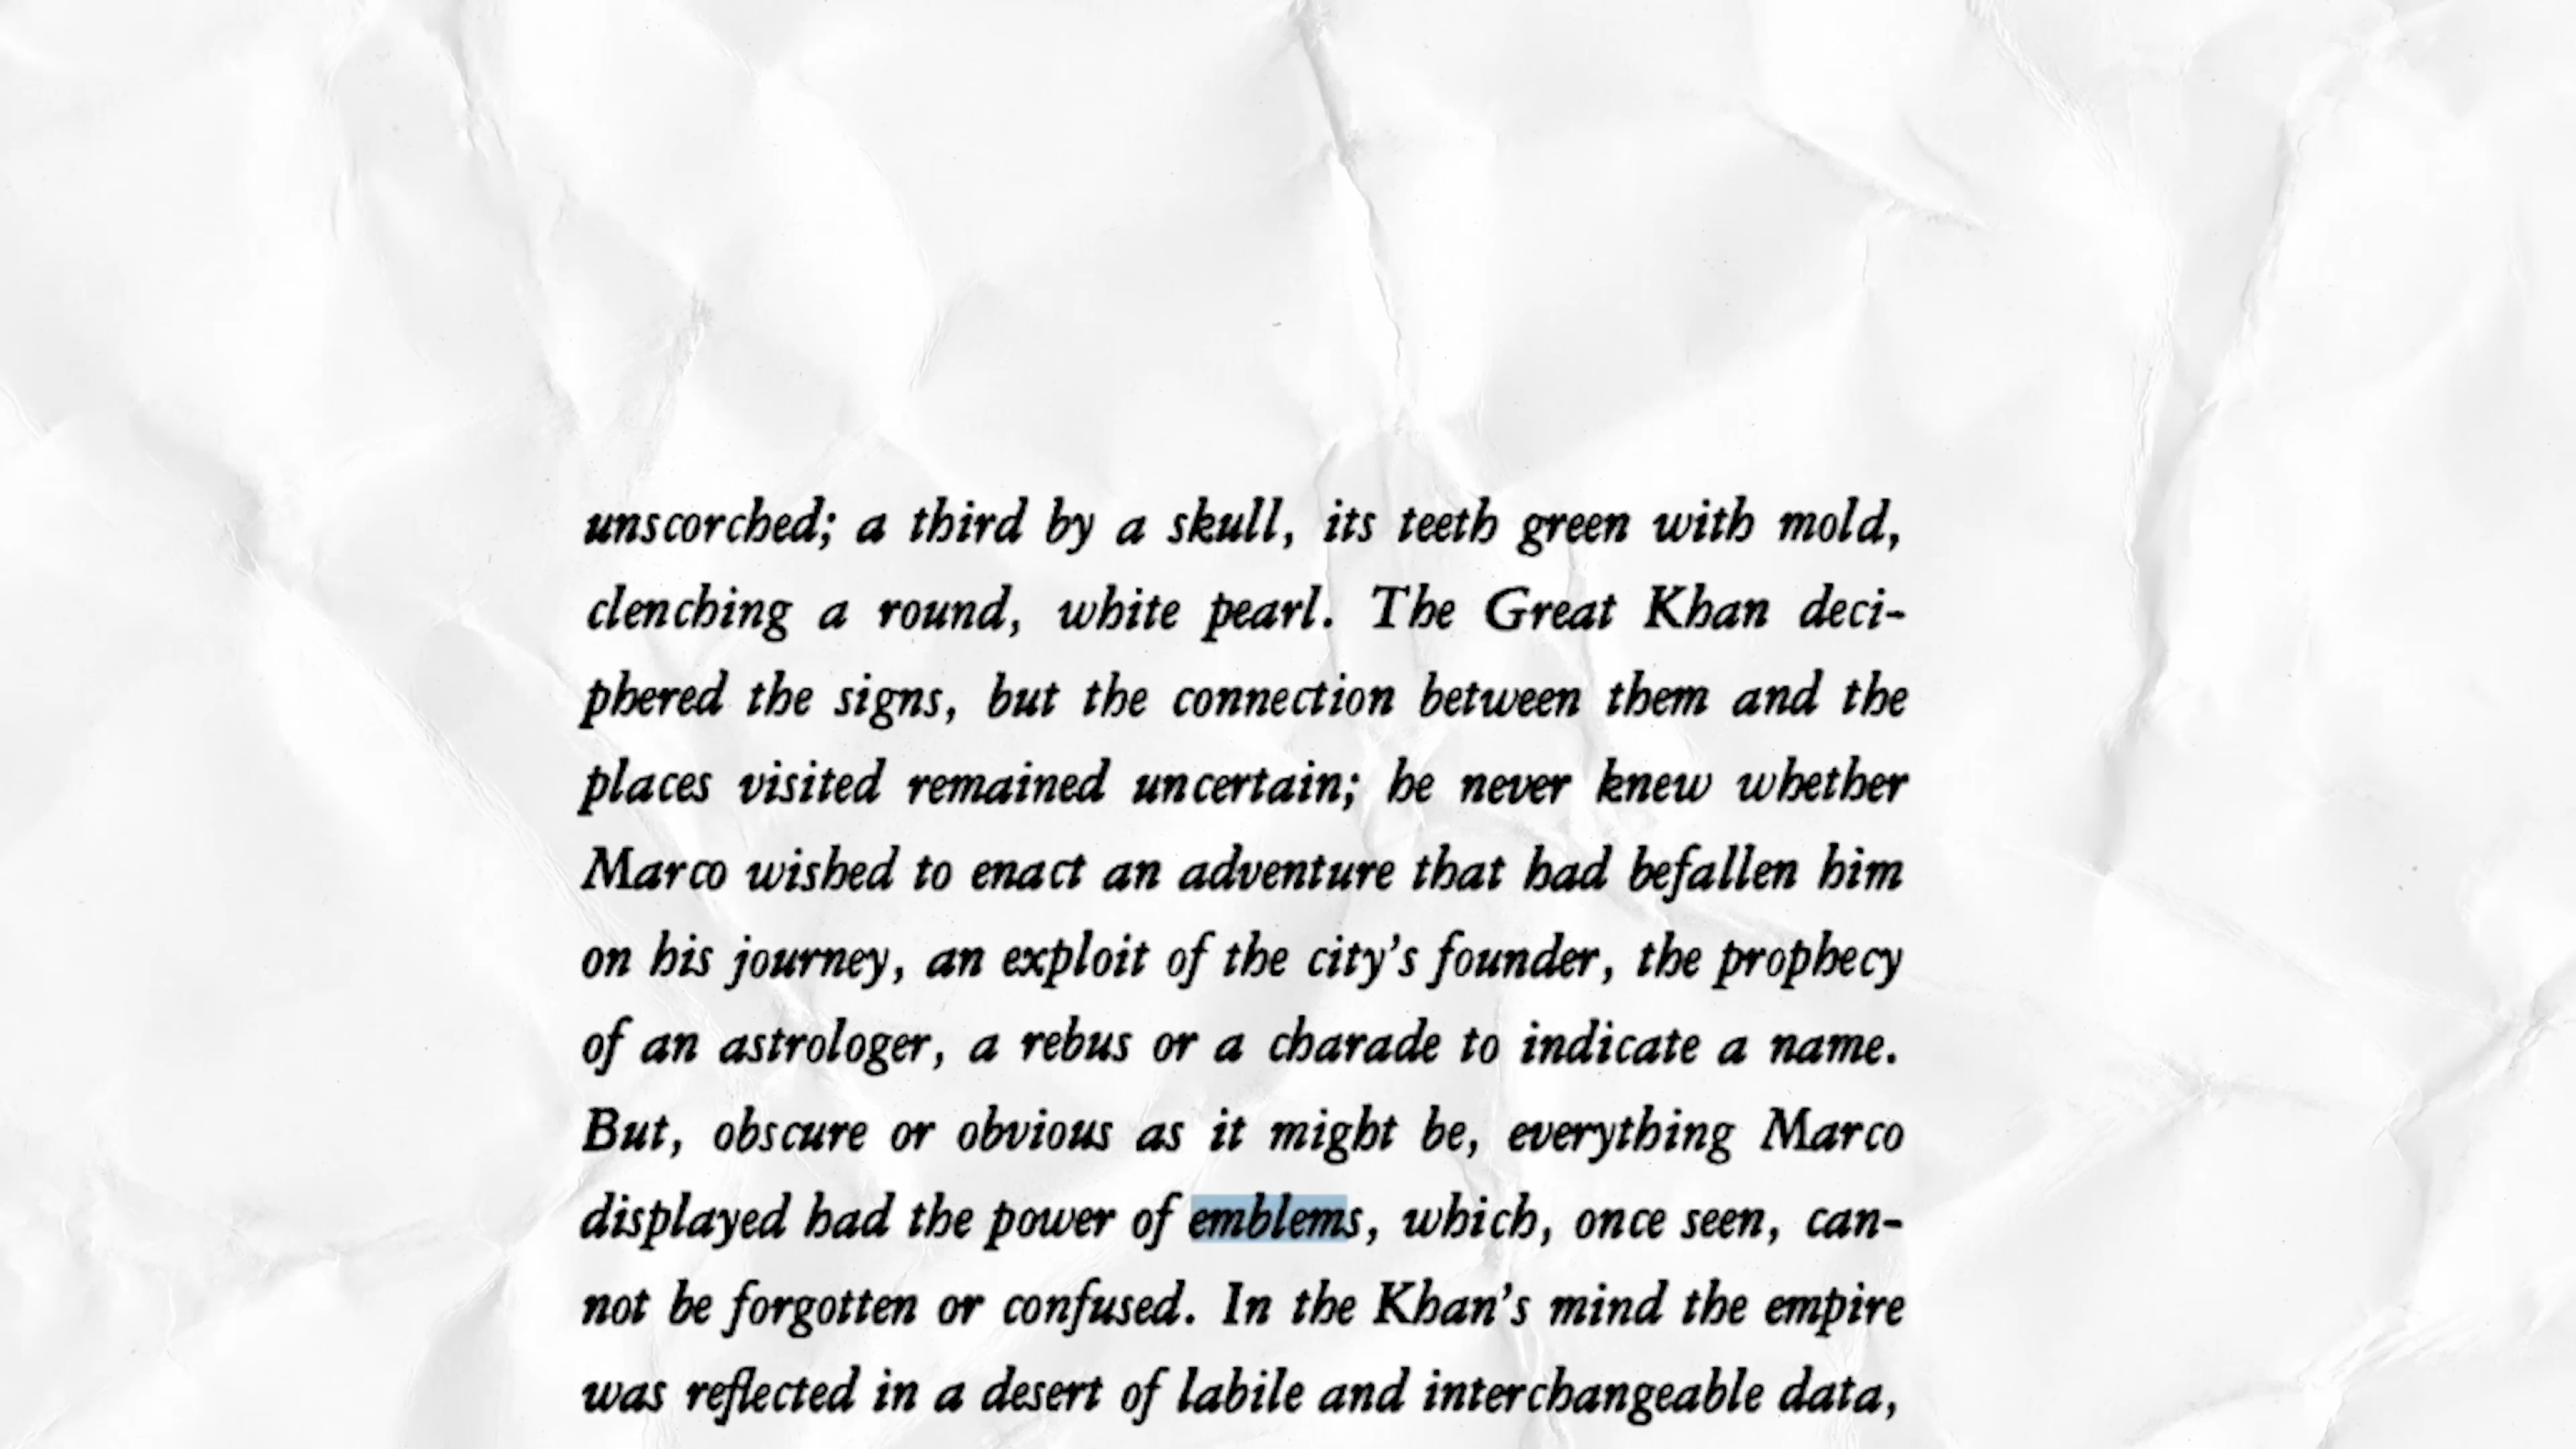 unscorched; a third by a skull, its teeth green with mold,
clenching a round, white pearl. The Great Khan deci-
phered the signs, but the connection between them and the
places visited remained uncertain; he never knew whether
Marco wished to enact an adventure that had befallen him
on his journey, an exploit of the city's founder, the prophecy
of an astrologer, a rebus or a charade to indicate a name.
But, obscure or obvious as it might be, everything Marco
displayed had the power of emblems, which, once seen, can-
not be forgotten or confused. In the Khan's mind the empire
was reflected in a desert of labile and interchangeable data,